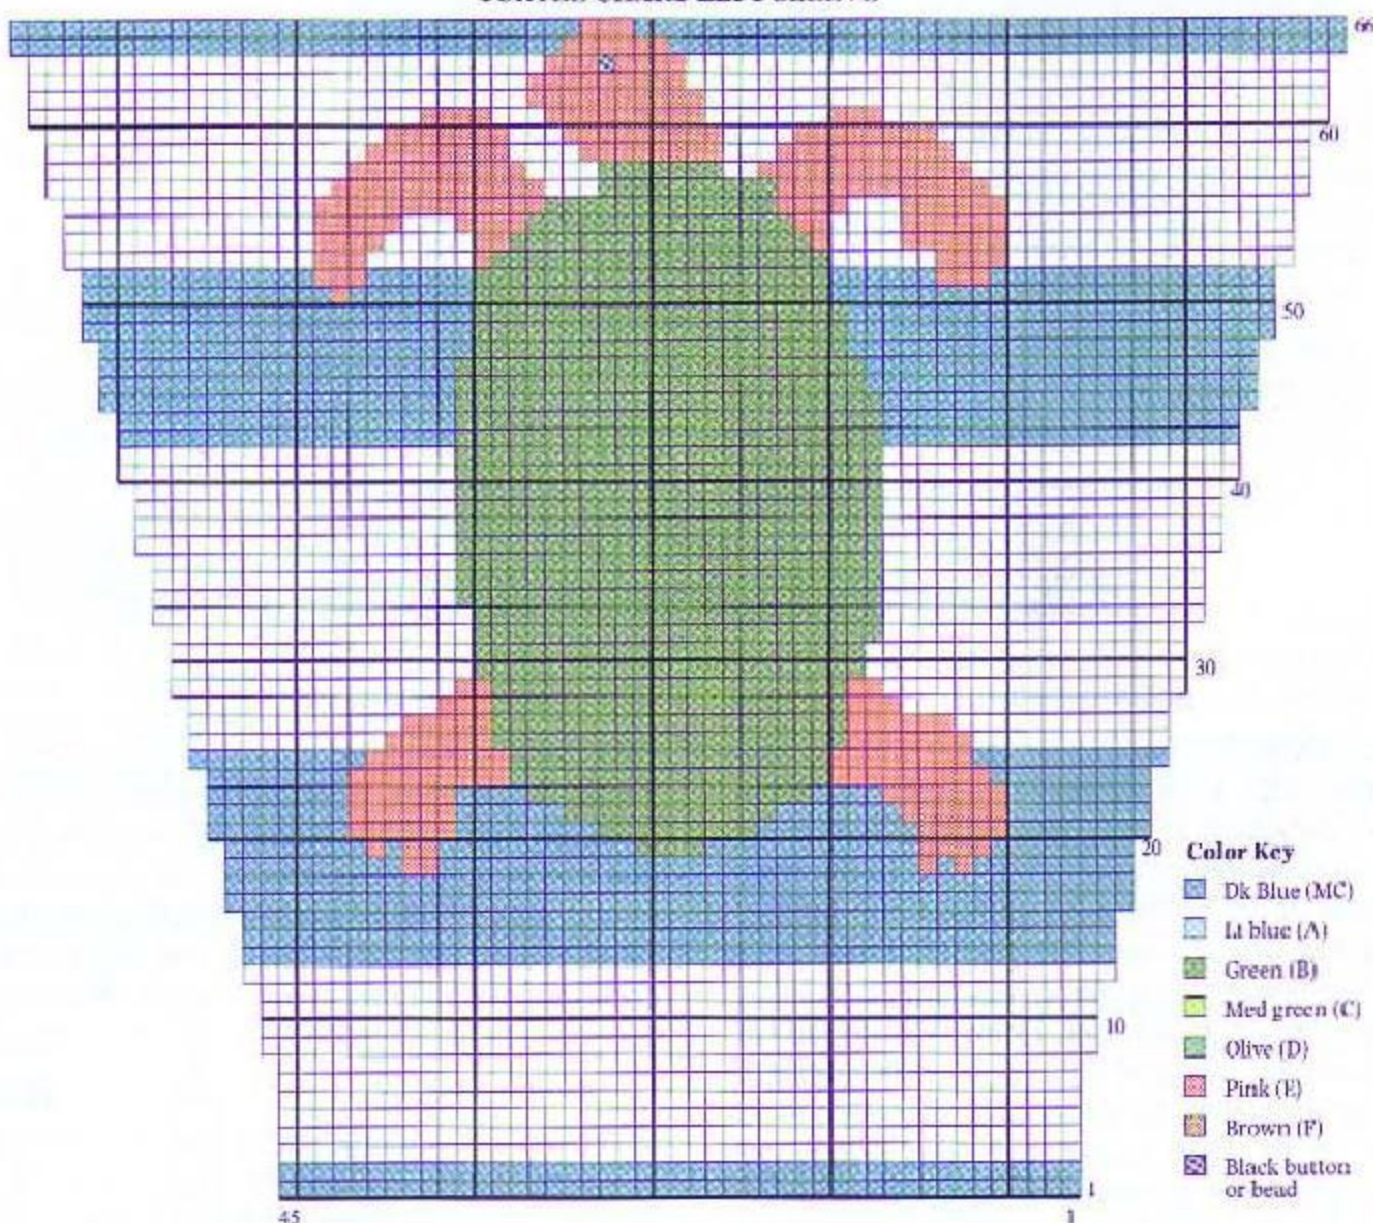 66
60
50
40
30
20
10
1
45
1
Color Key
Dk Blue (MC)
Lt blue (A)
Green (B)
Med green (C)
Olive (D)
Pink (E)
Brown (F)
Black button
or bead